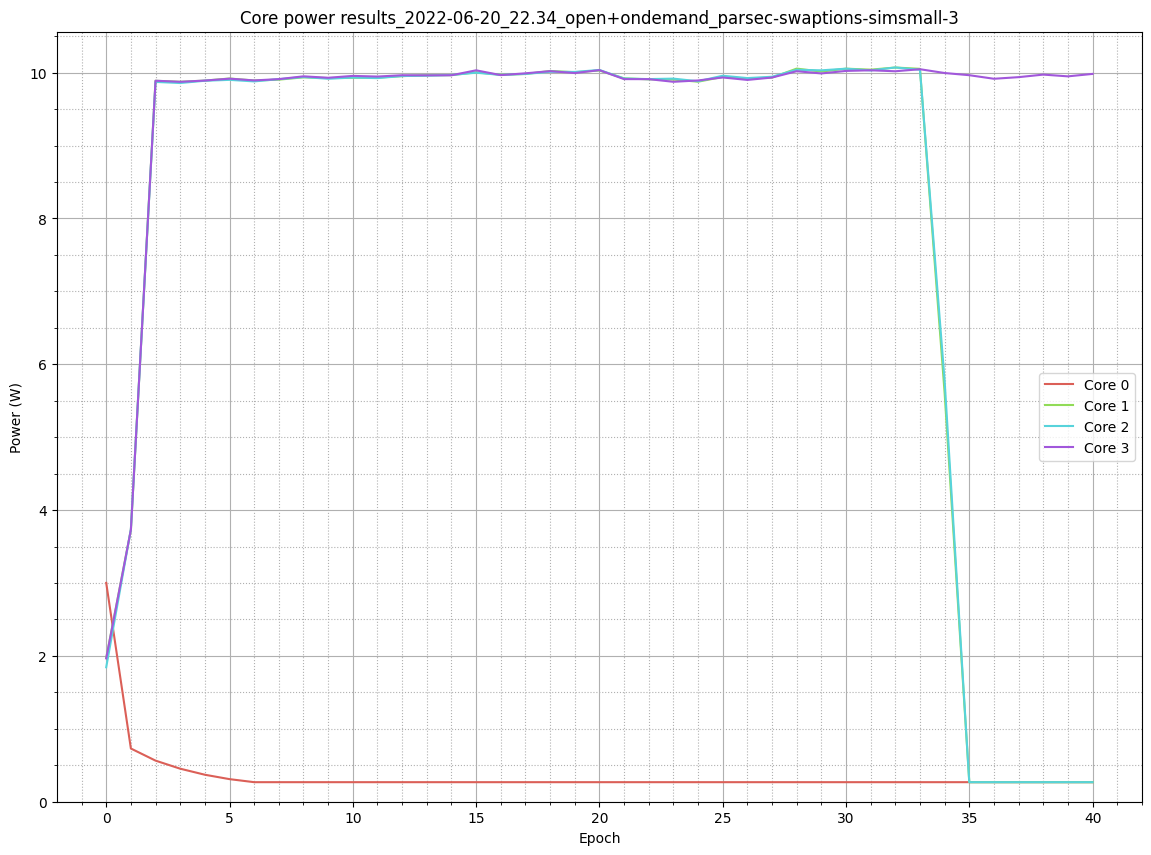 Core power results_2022-06-20_22.34_open+ondemand_parsec-swaptions-simsmall-3
Power (W)
10
8
6
4
2
0
Core 0
Core 1
Core 2
Core 3
0 5 10 15 20 25 30 35 40
Epoch